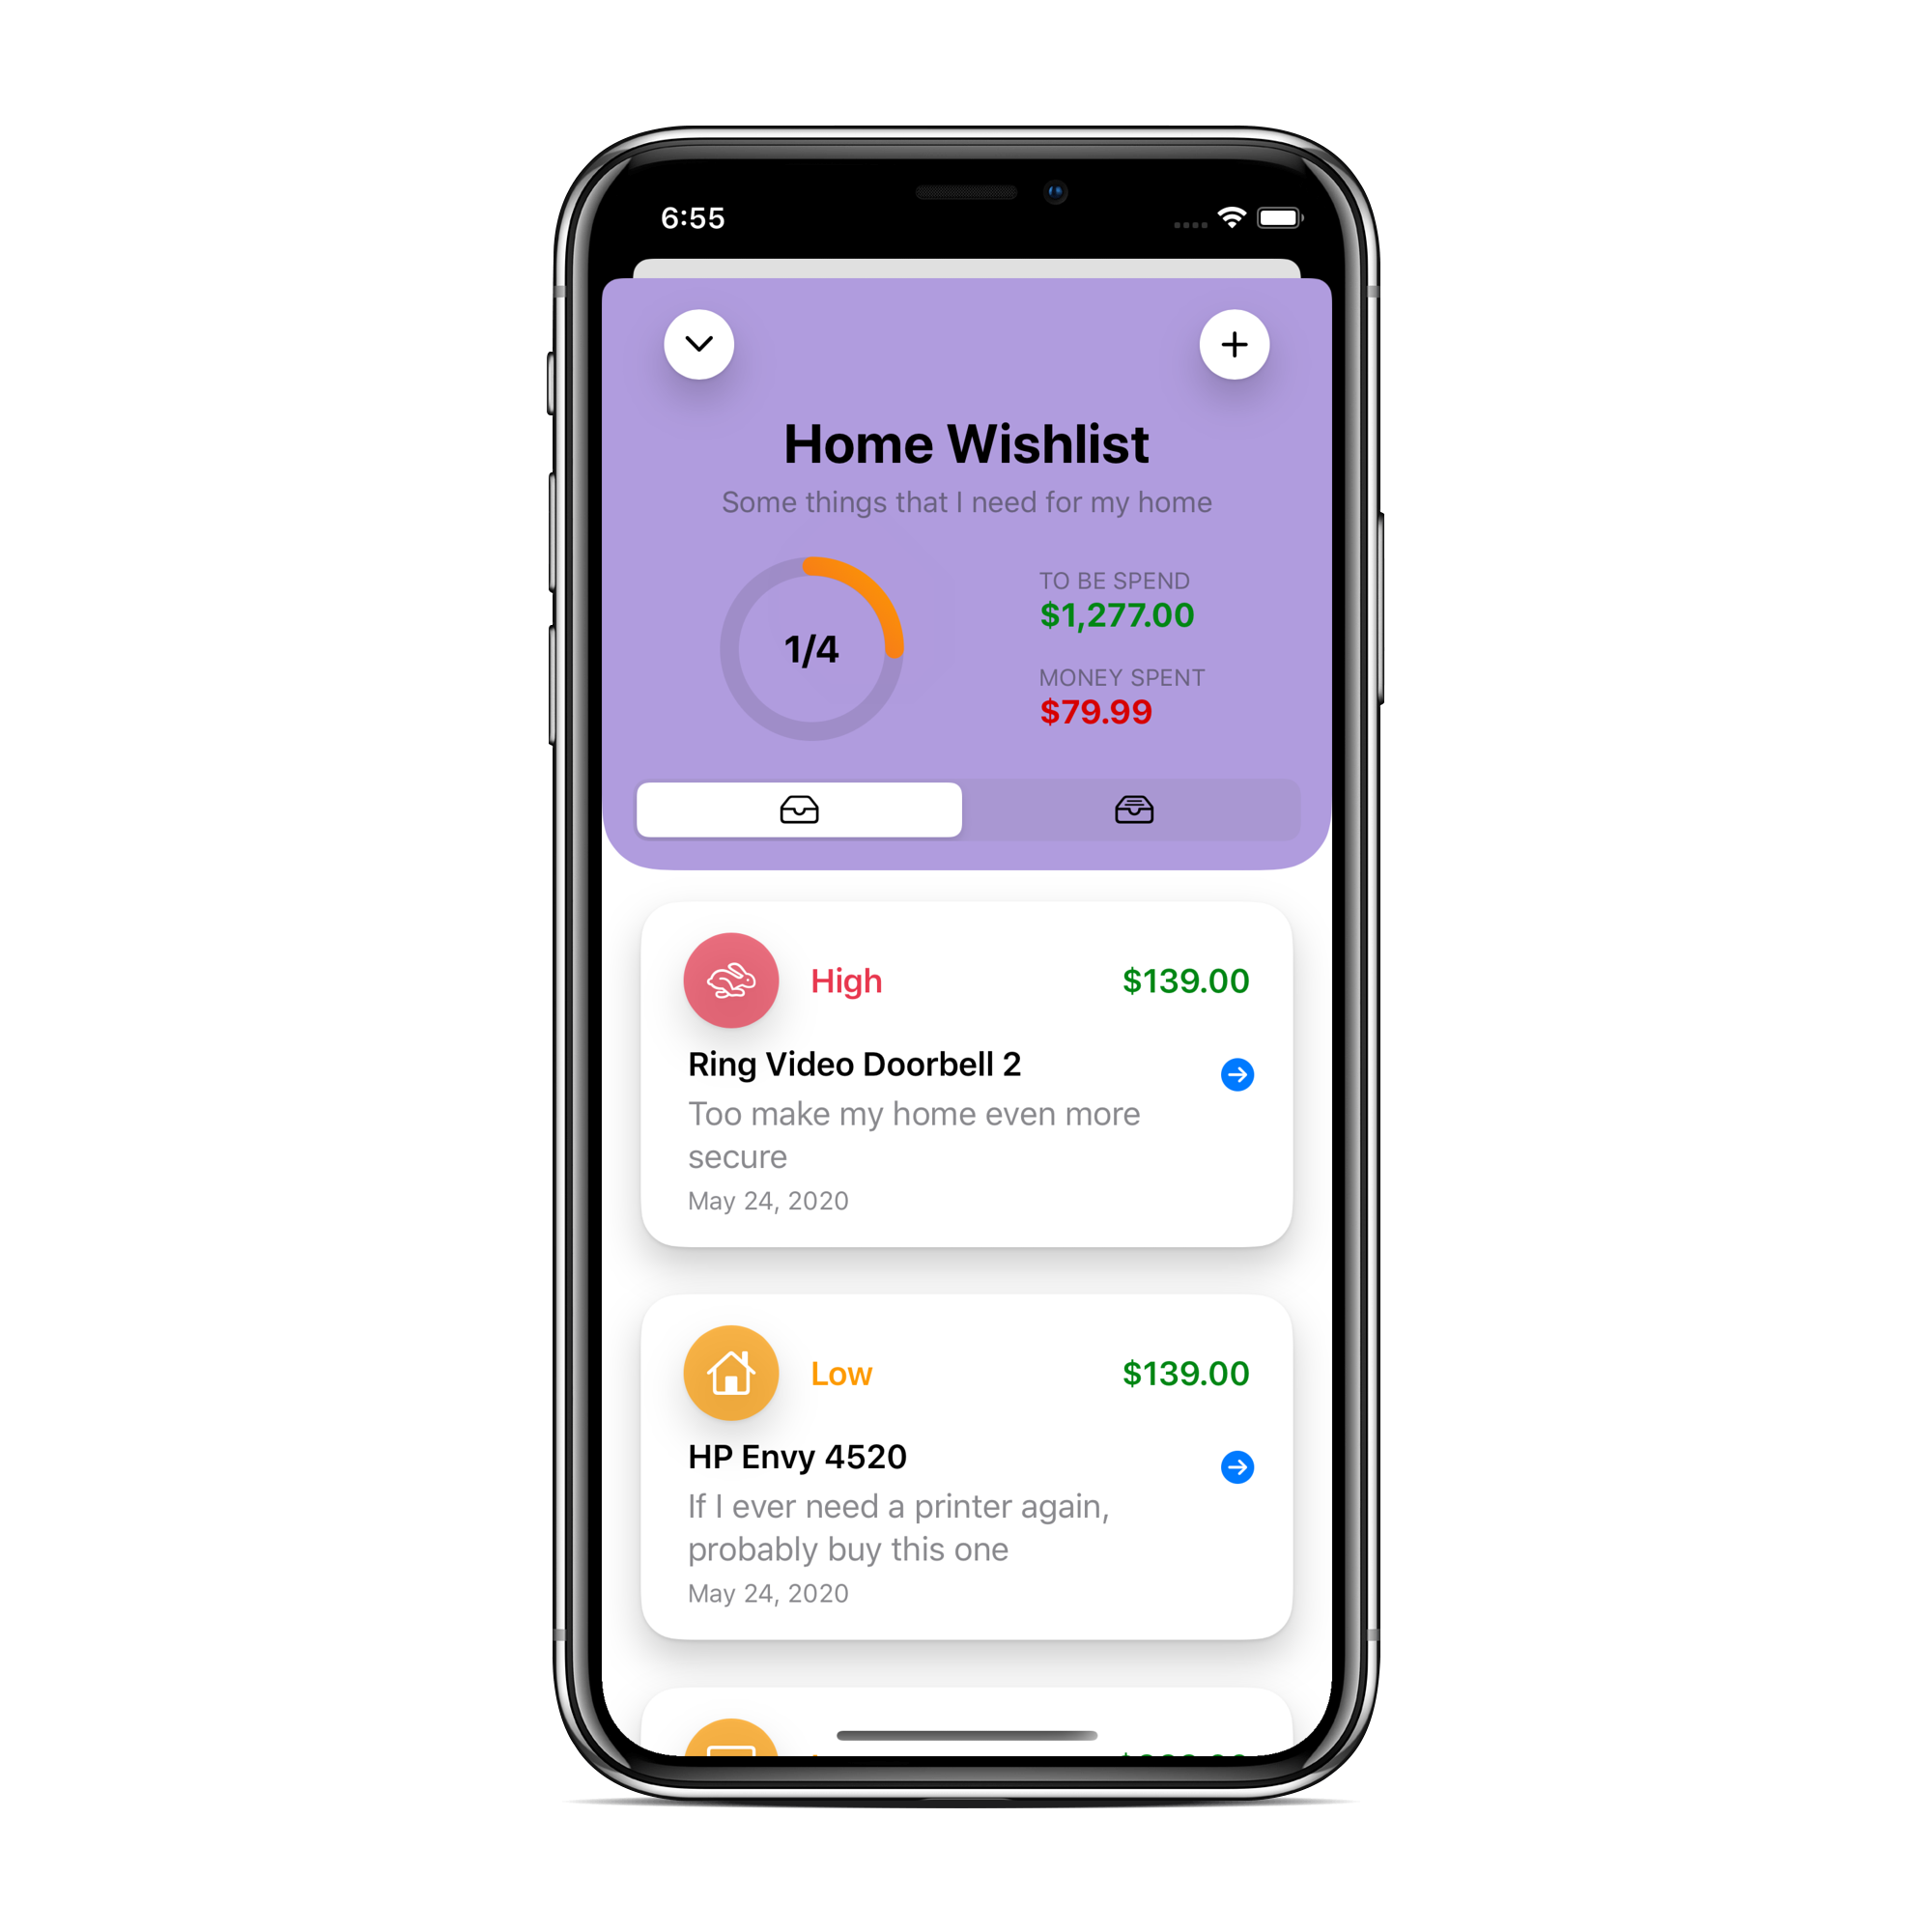 6:55
Home Wishlist
Some things that I need for my home
1/4
TO BE SPEND
$1,277.00
MONEY SPENT
$79.99
High
$139.00
Ring Video Doorbell 2
Too make my home even more
secure
May 24, 2020
Low
$139.00
HP Envy 4520
If I ever need a printer again,
probably buy this one
May 24, 2020